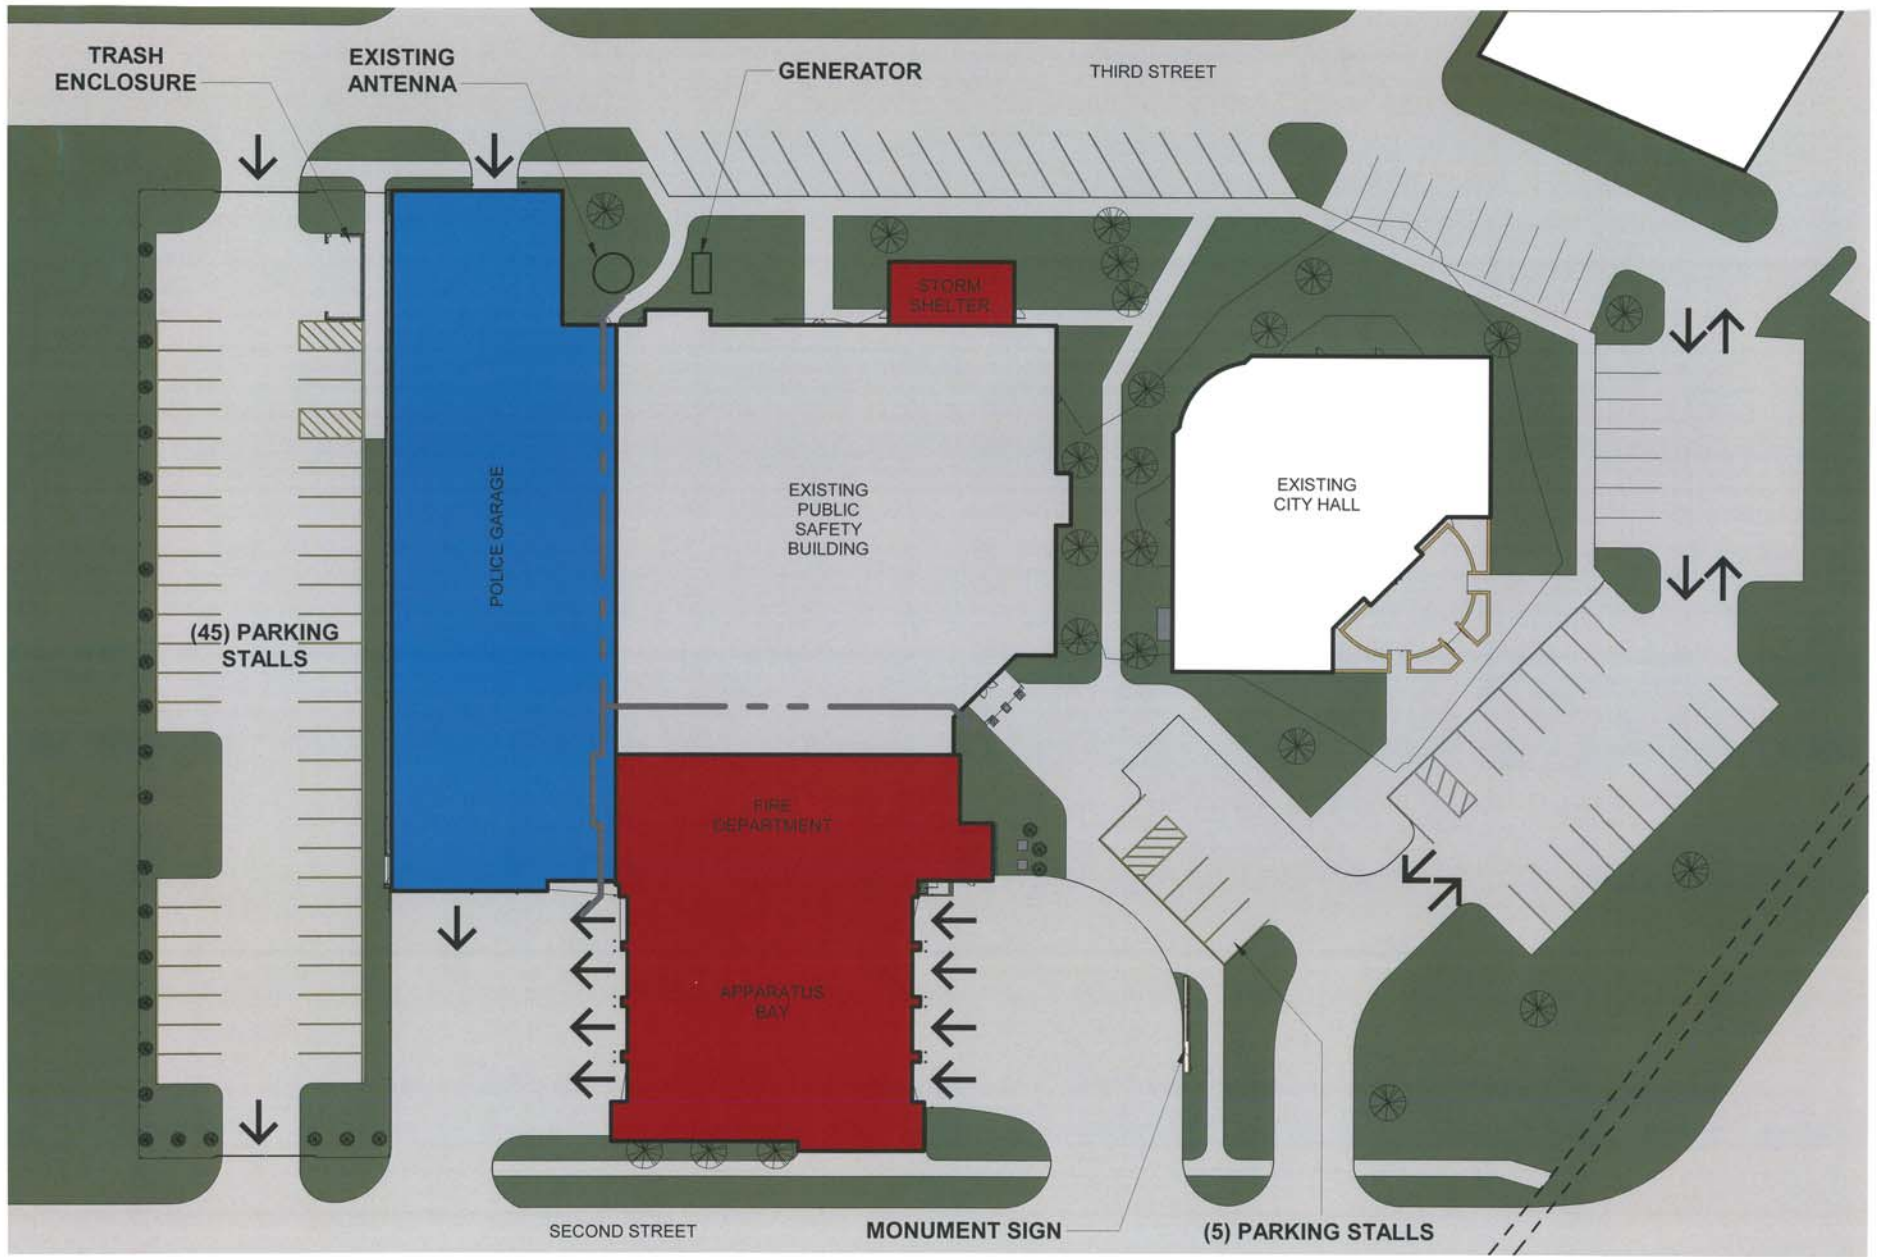 TRASH
ENCLOSURE
EXISTING
ANTENNA
GENERATOR
THIRD STREET
STORM
SHELTER
POLICE GARAGE
EXISTING
PUBLIC
SAFETY
BUILDING
EXISTING
CITY HALL
(45) PARKING
STALLS
FIRE
DEPARTMENT
APPARATUS
BAY
SECOND STREET
MONUMENT SIGN
(5) PARKING STALLS